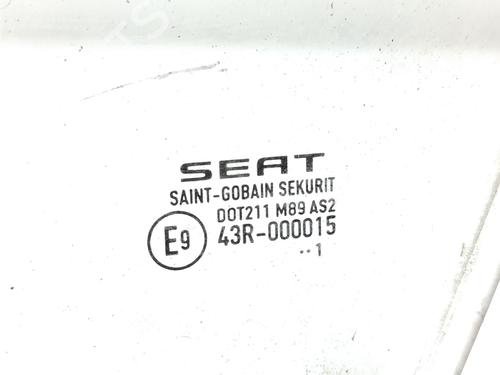 SEAT
SAINT-GOBAIN SEKURIT
DOT211 M89 AS2
E9 43R-000015
..1